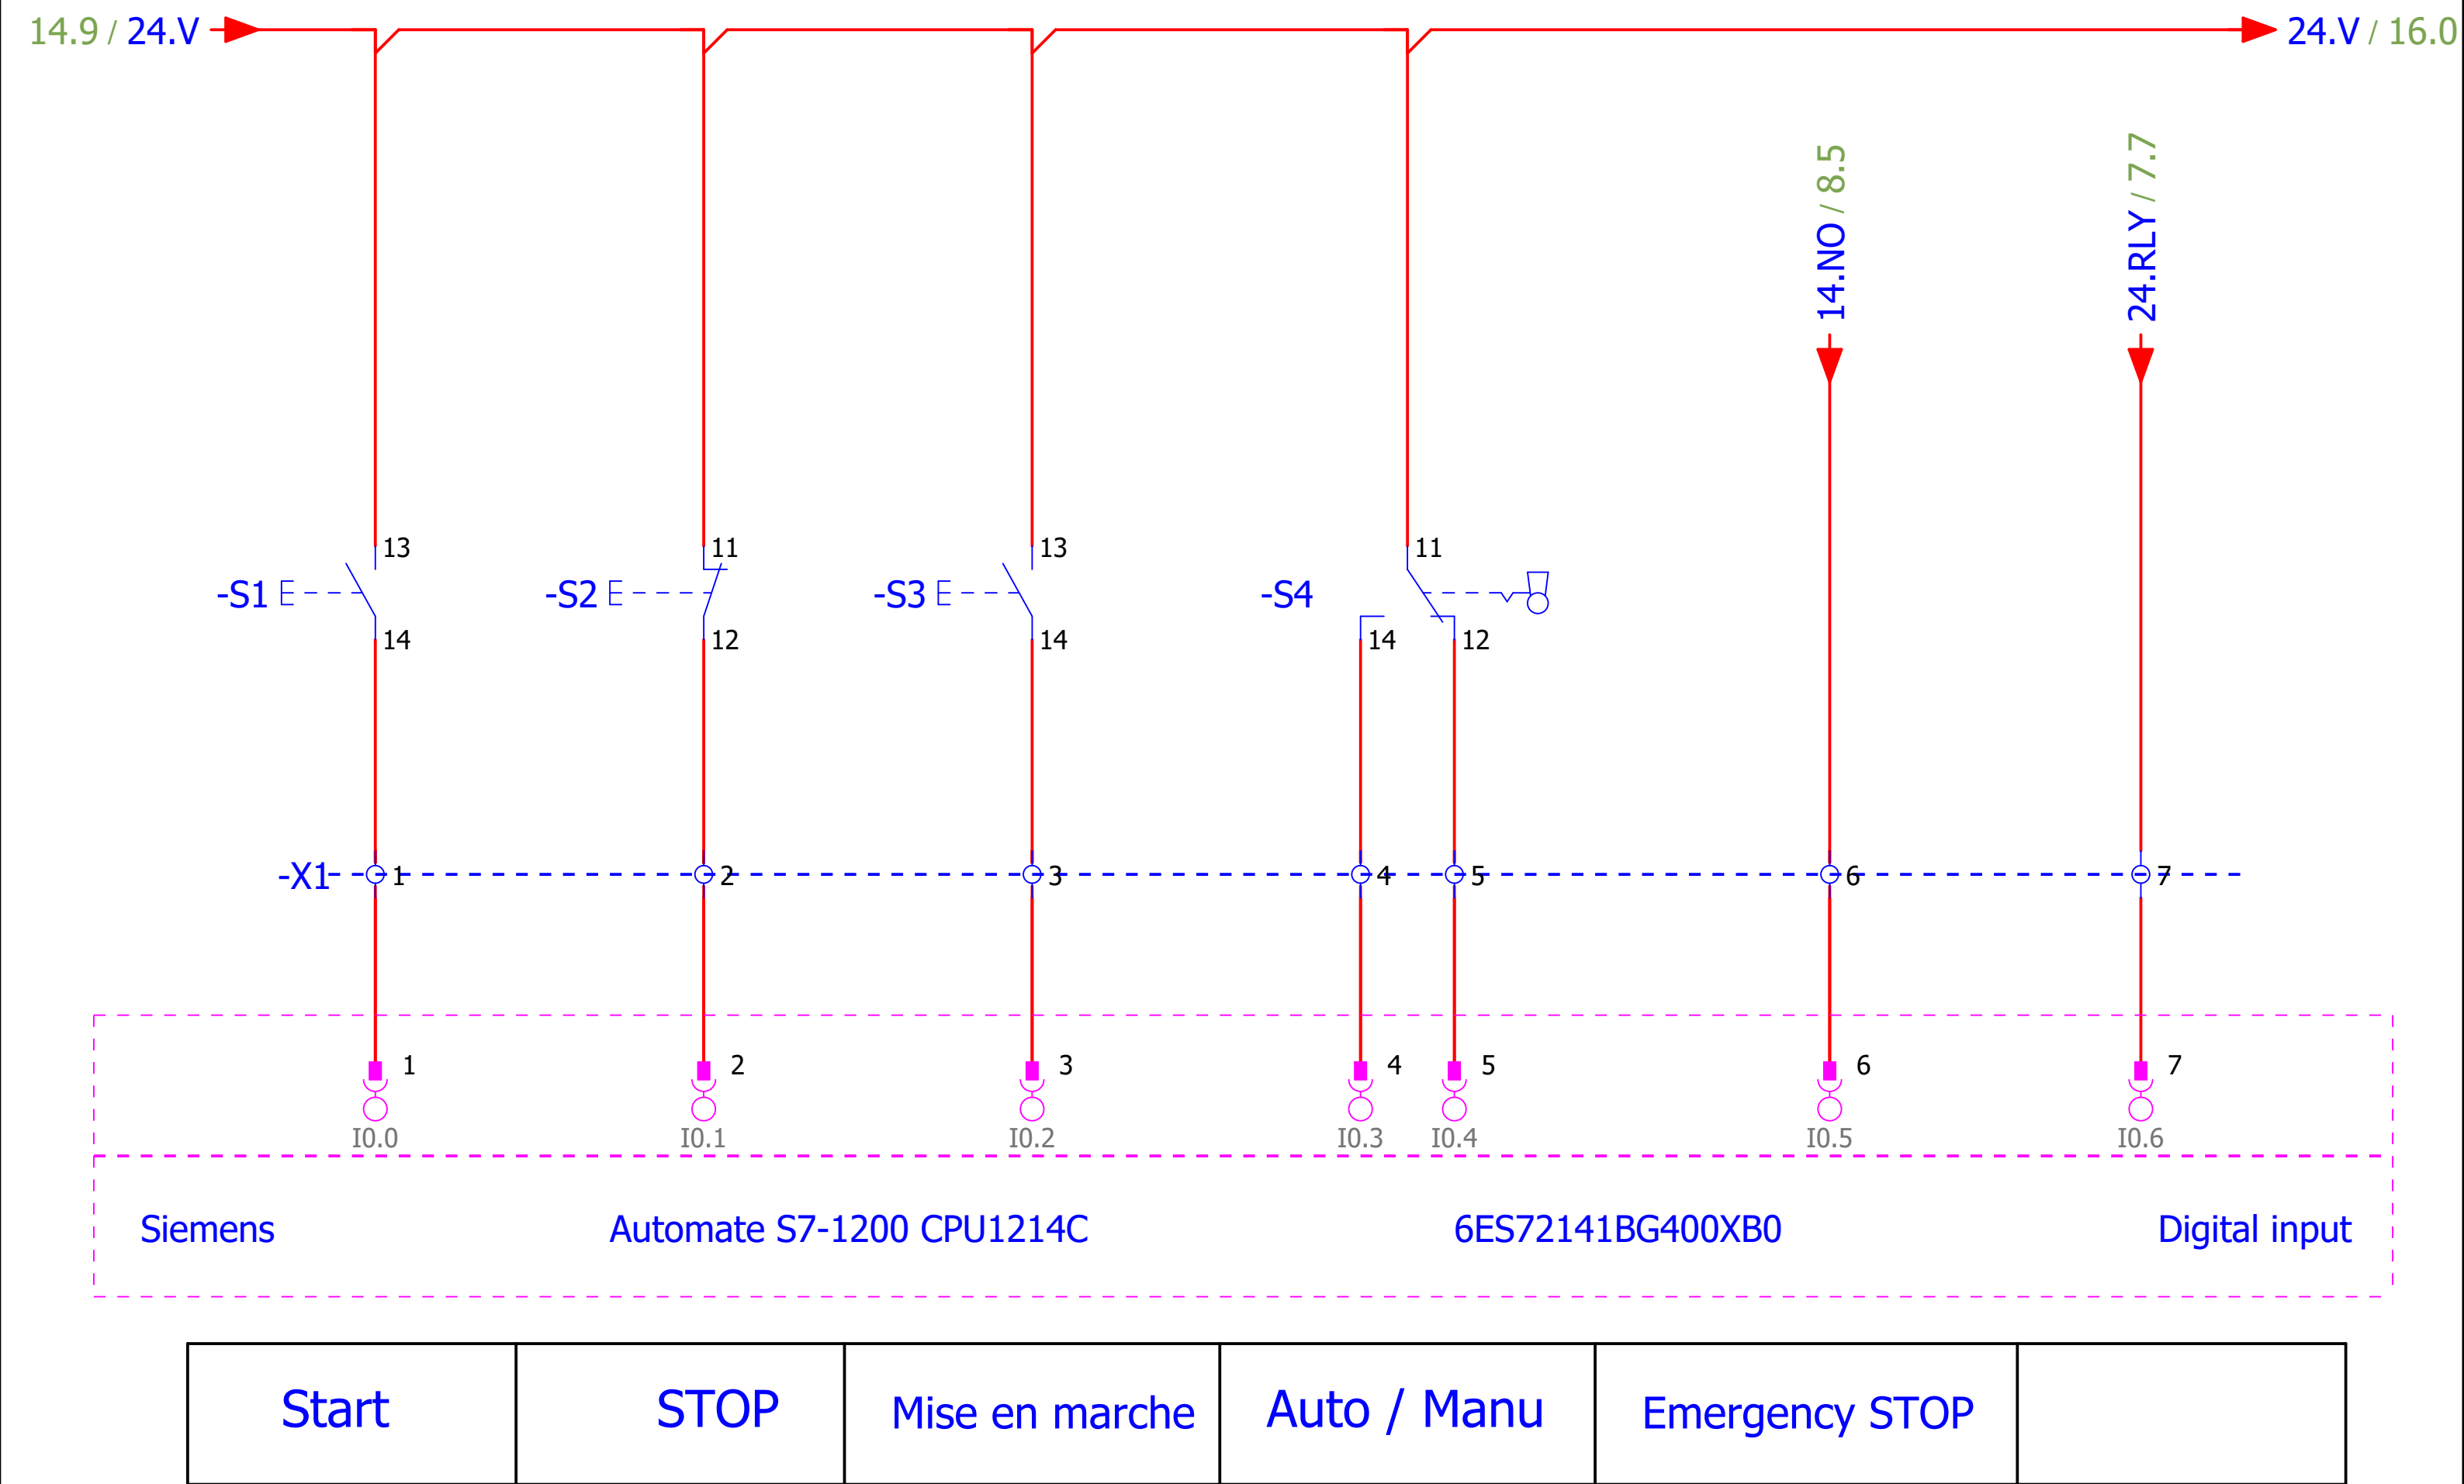 14.9 / 24.V
24.V / 16.0
14.NO / 8.5
24.RLY / 7.7
13
11
13
11
-S1
-S2
-S3
-S4
14
12
14
14
12
-X1
1
2
3
4
5
6
7
1
2
3
4
5
6
7
I0.0
I0.1
I0.2
I0.3
I0.4
I0.5
I0.6
Siemens
Automate S7-1200 CPU1214C
6ES72141BG400XB0
Digital input
Start
STOP
Mise en marche
Auto / Manu
Emergency STOP